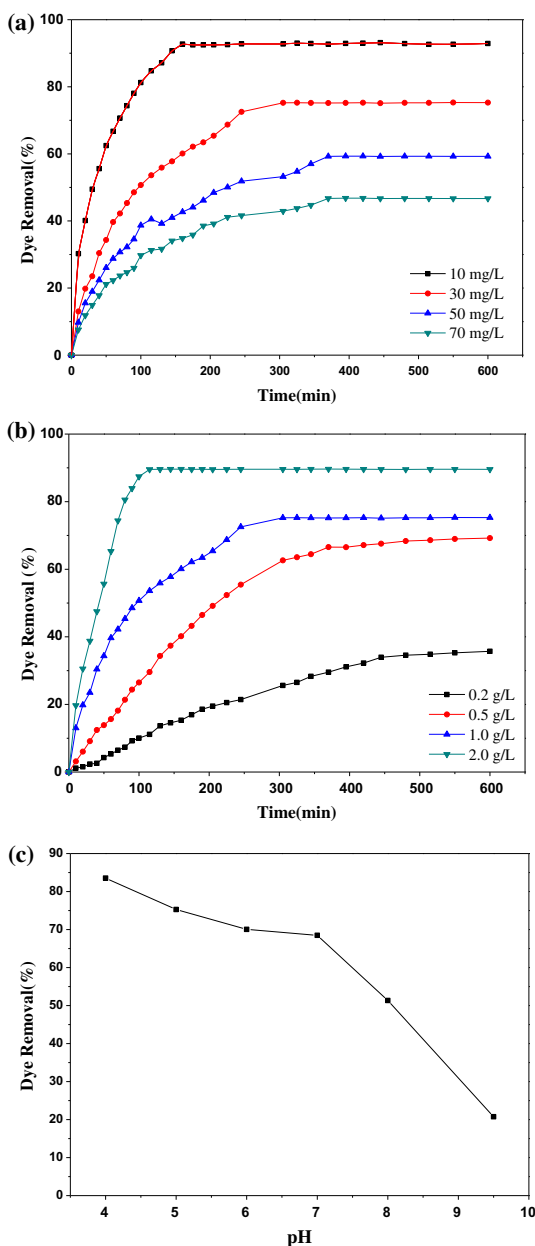 (a)
100
80
60
40
20
0
Dye Removal(%)
10 mg/L
30 mg/L
50 mg/L
70 mg/L
0 100 200 300 400 500 600
Time(min)
(b)
100
80
60
40
20
0
Dye Removal (%)
0.2 g/L
0.5 g/L
1.0 g/L
2.0 g/L
0 100 200 300 400 500 600
Time(min)
(c)
90
80
70
60
50
40
30
20
10
0
Dye Removal(%)
4 5 6 7 8 9 10
pH